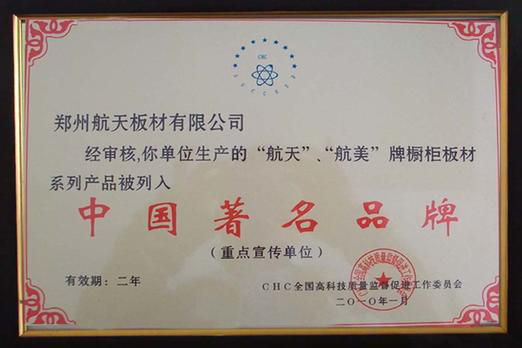 CHC
SUCCESS
郑州航天板材有限公司
经审核,你单位生产的“航天”、“航美”牌橱柜板材
系列产品被列入
中国著名品牌
(重点宣传单位)
有效期：二年
CHC全国高科技质量监督促进工作委员会
二〇一〇年一月